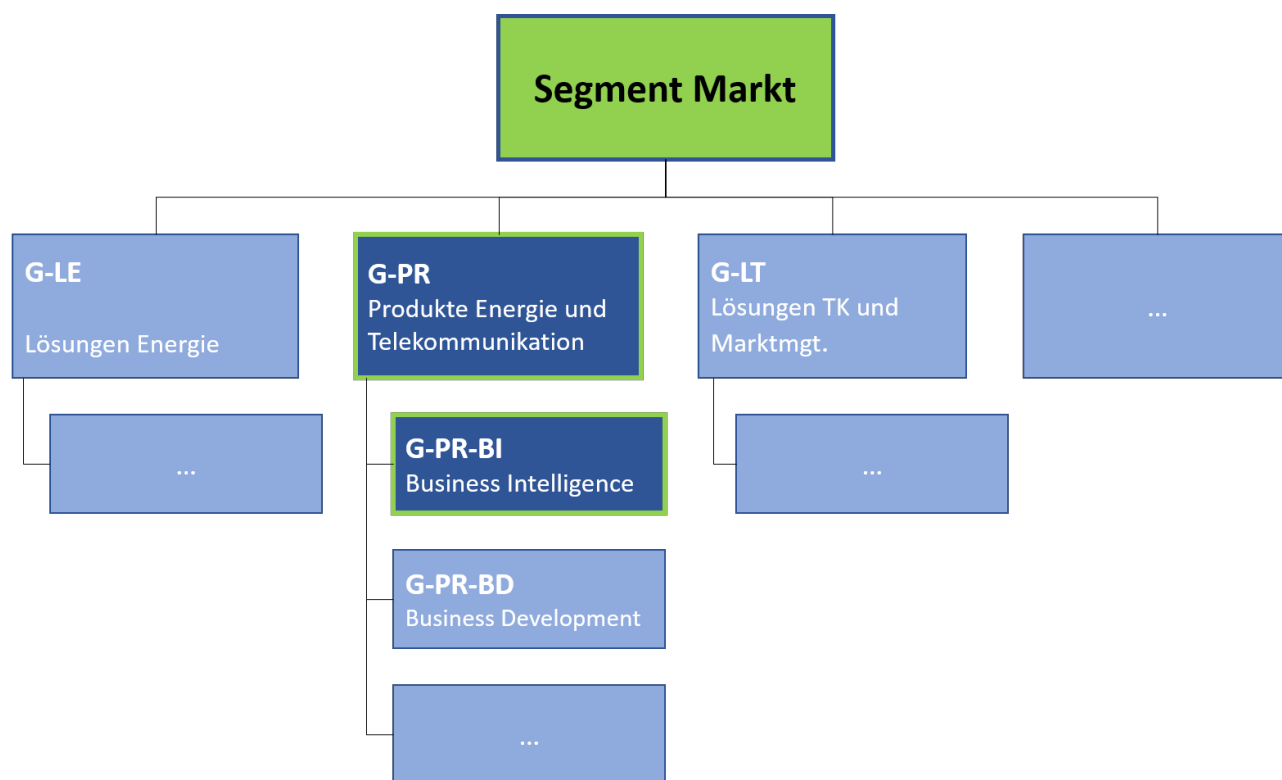 Segment Markt
G-LE
Lösungen Energie
G-PR
Produkte Energie und
Telekommunikation
G-LT
Lösungen TK und
Marktmgt.
...
...
G-PR-BI
Business Intelligence
...
G-PR-BD
Business Development
...